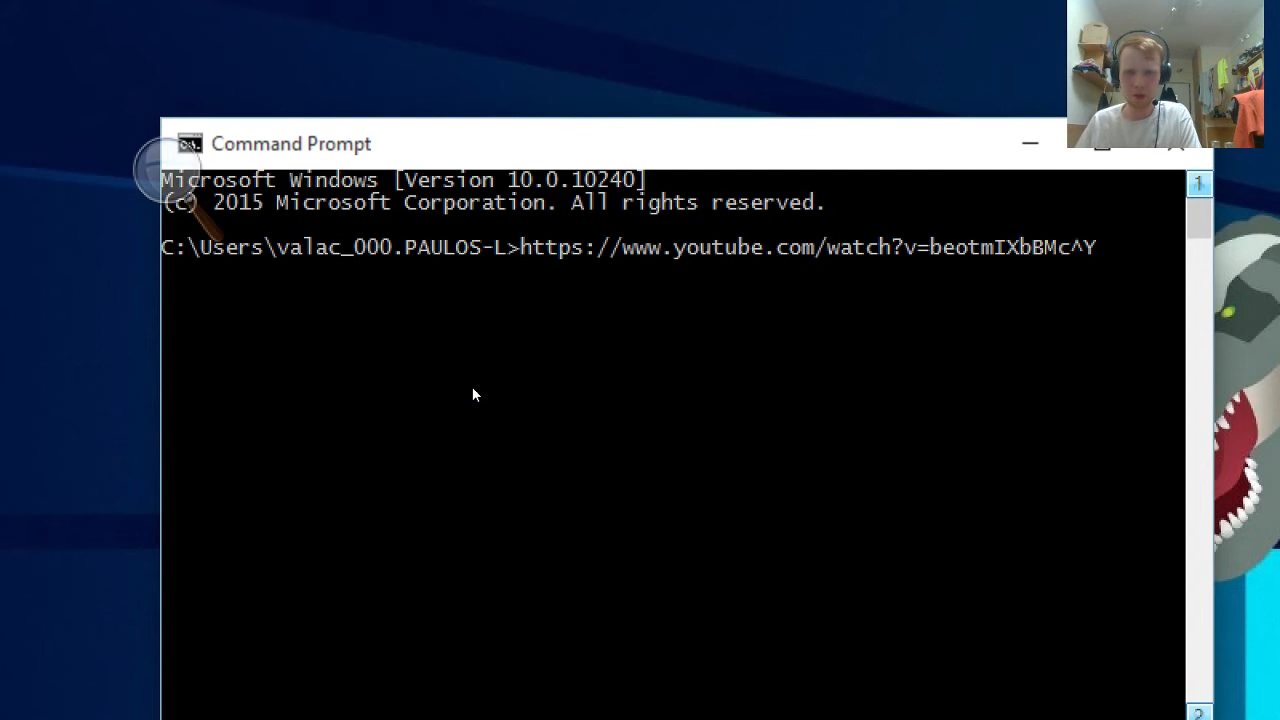 Command Prompt
Microsoft Windows [Version 10.0.10240]
(c) 2015 Microsoft Corporation. All rights reserved.
C:\Users\valac_000.PAULOS-L>https://www.youtube.com/watch?v=beotmIXbBMc^Y
1
2